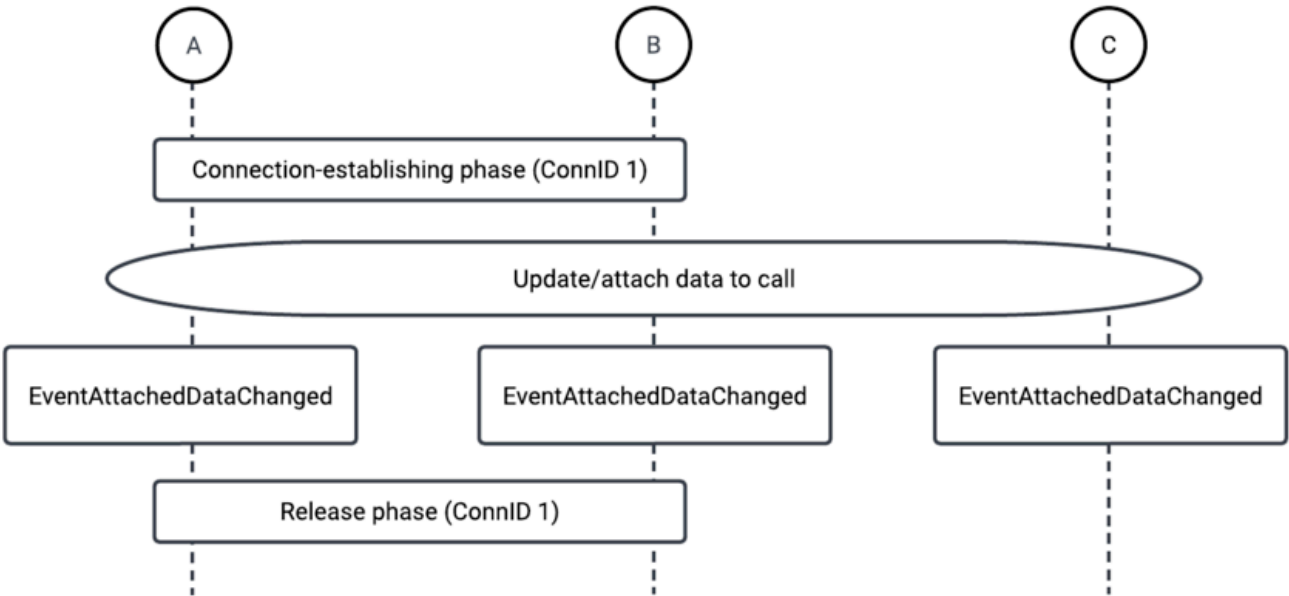 A
B
C
Connection-establishing phase (ConnID 1)
Update/attach data to call
EventAttachedDataChanged
EventAttachedDataChanged
EventAttachedDataChanged
Release phase (ConnID 1)